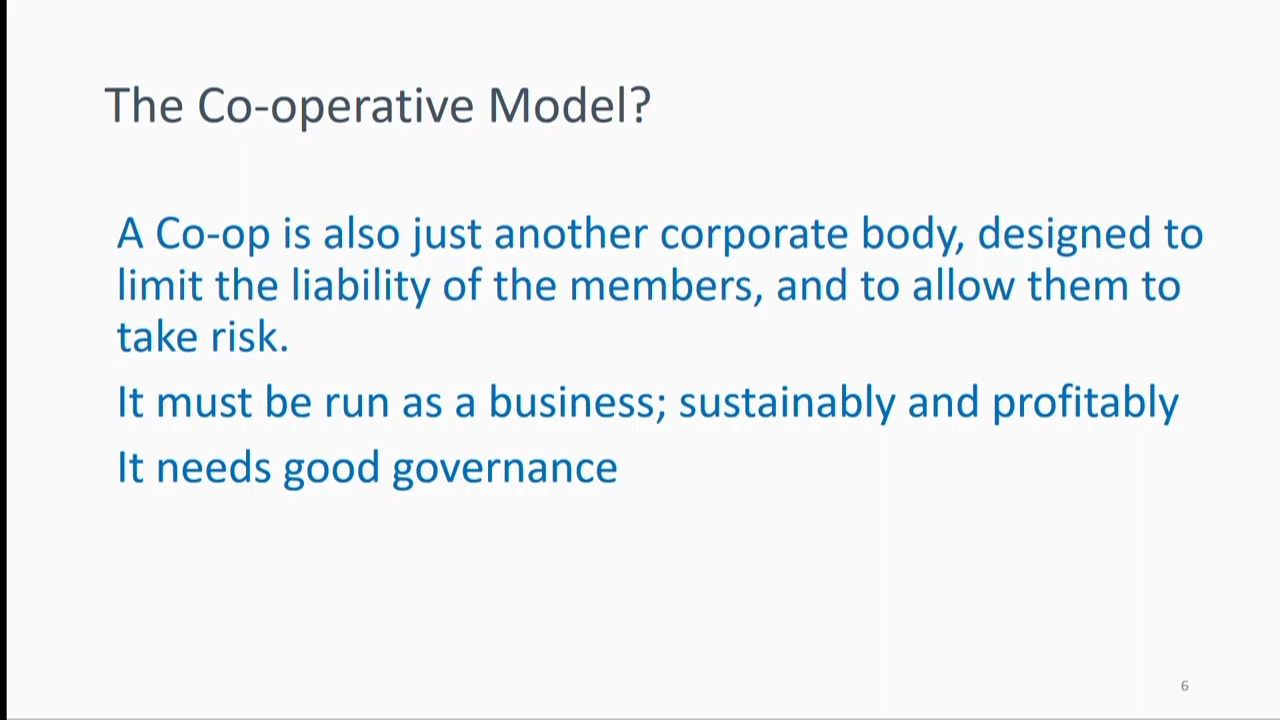 The Co-operative Model?
A Co-op is also just another corporate body, designed to
limit the liability of the members, and to allow them to
take risk.
It must be run as a business; sustainably and profitably
It needs good governance
6